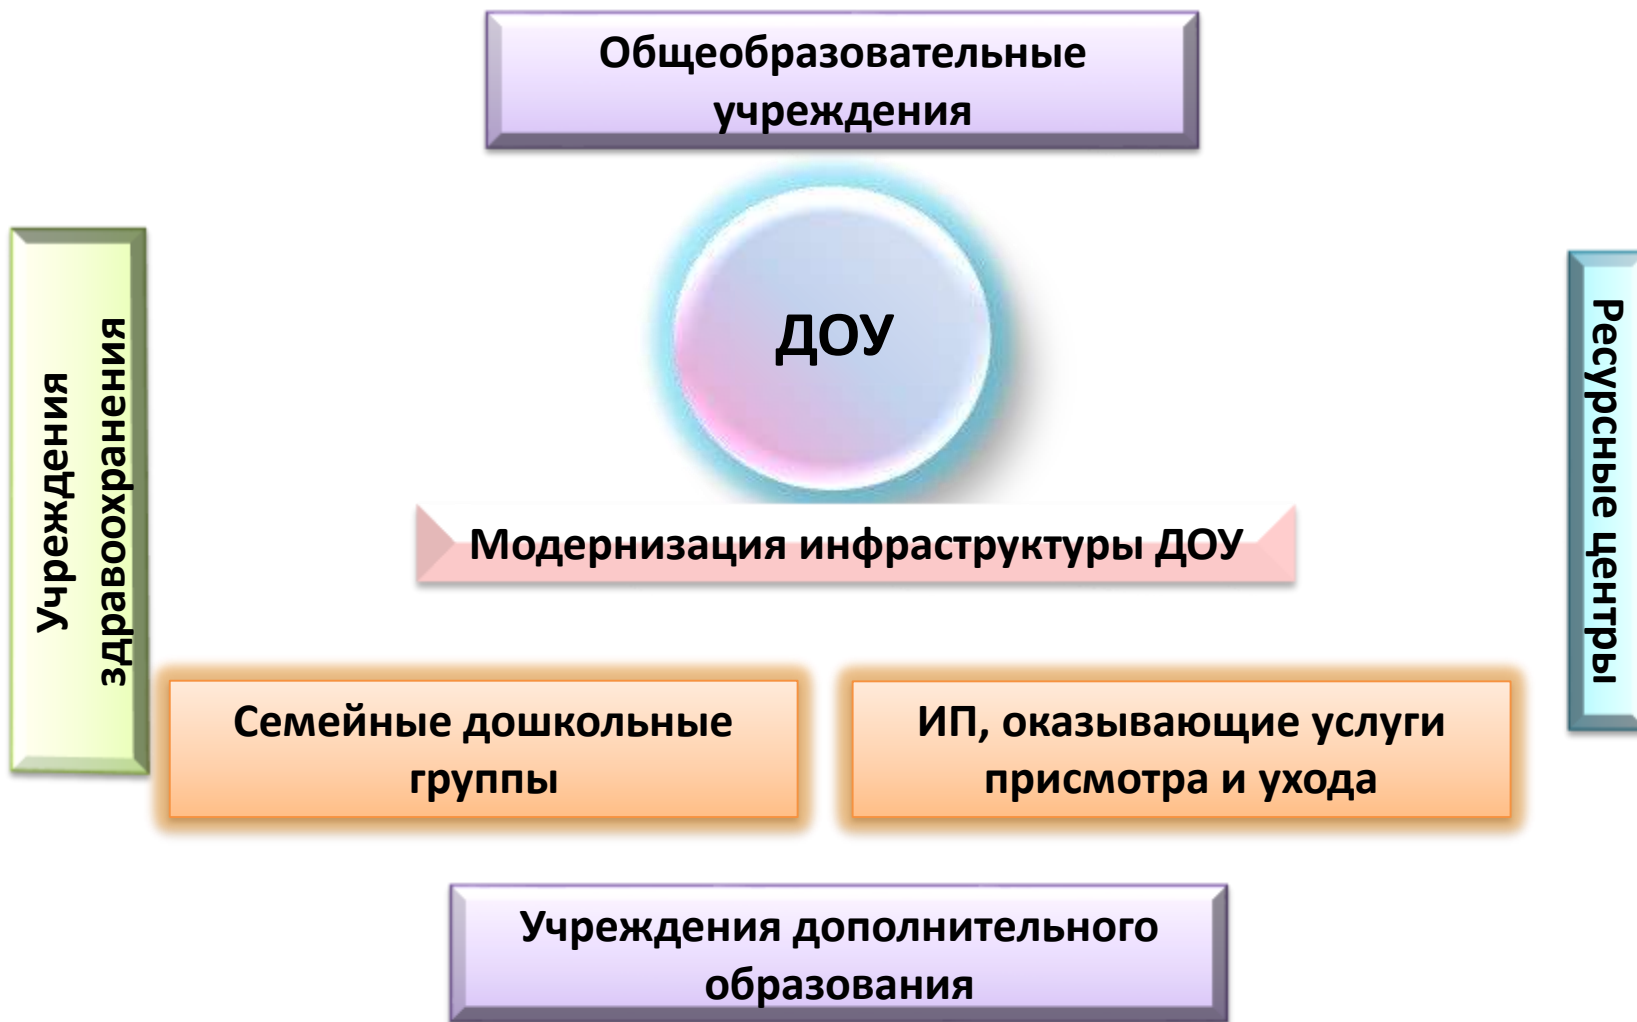 Общеобразовательные
учреждения
ДОУ
Учреждения
здравоохранения
Ресурсные центры
Модернизация инфраструктуры ДОУ
Семейные дошкольные
группы
ИП, оказывающие услуги
присмотра и ухода
Учреждения дополнительного
образования